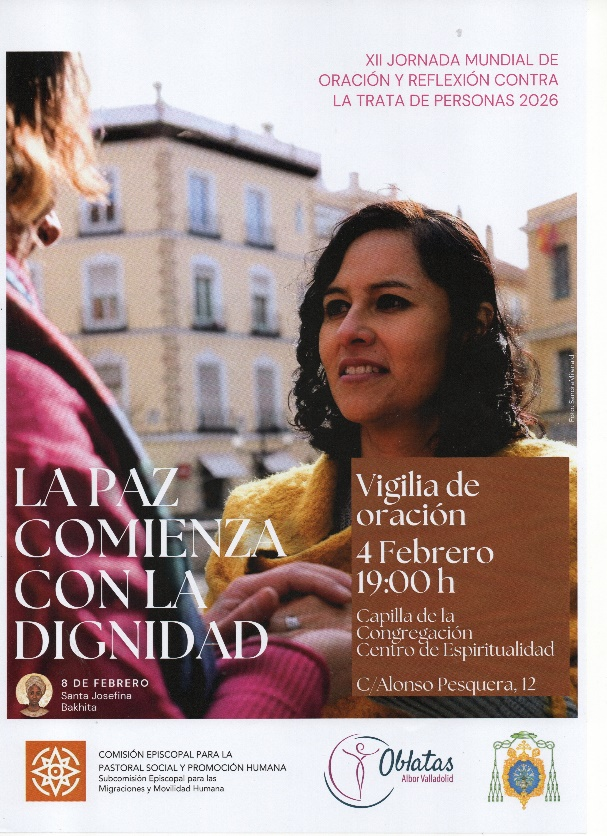 XII JORNADA MUNDIAL DE
ORACIÓN Y REFLEXIÓN CONTRA
LA TRATA DE PERSONAS 2026
LA PAZ
COMIENZA
CON LA
DIGNIDAD
8 DE FEBRERO
Santa Josefina
Bakhita
Vigilia de
oración
4 Febrero
19:00 h
Capilla de la
Congregación
Centro de Espiritualidad
C/Alonso Pesquera, 12
COMISIÓN EPISCOPAL PARA LA
PASTORAL SOCIAL Y PROMOCIÓN HUMANA
Subcomisión Episcopal para las
Migraciones y Movilidad Humana
Oblatas
Albor Valladolid